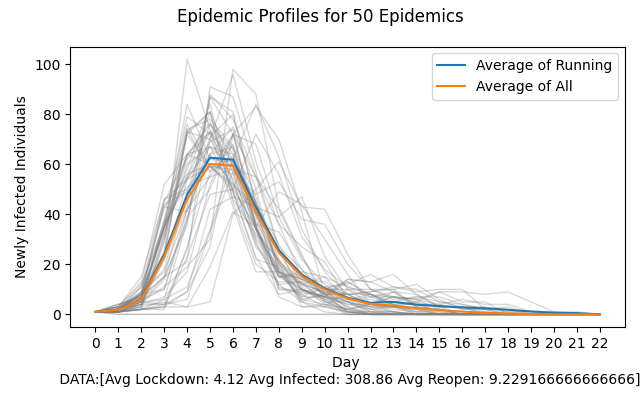 Epidemic Profiles for 50 Epidemics
Newly Infected Individuals
100
80
60
40
20
0
Average of Running
Average of All
0 1 2 3 4 5 6 7 8 9 10 11 12 13 14 15 16 17 18 19 20 21 22
Day
DATA:[Avg Lockdown: 4.12 Avg Infected: 308.86 Avg Reopen: 9.229166666666666]